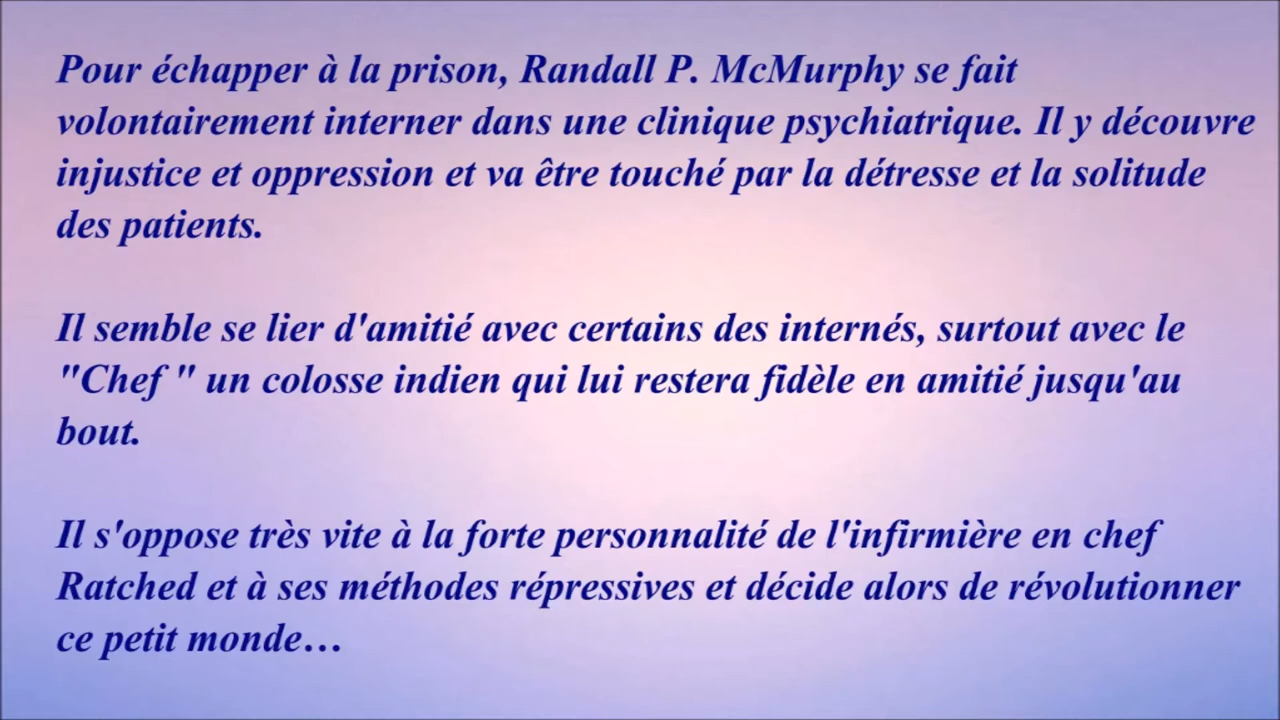 Pour échapper à la prison, Randall P. McMurphy se fait
volontairement interner dans une clinique psychiatrique. Il y découvre
injustice et oppression et va être touché par la détresse et la solitude
des patients.
Il semble se lier d'amitié avec certains des internés, surtout avec le
"Chef " un colosse indien qui lui restera fidèle en amitié jusqu'au
bout.
Il s'oppose très vite à la forte personnalité de l'infirmière en chef
Ratched et à ses méthodes répressives et décide alors de révolutionner
ce petit monde…